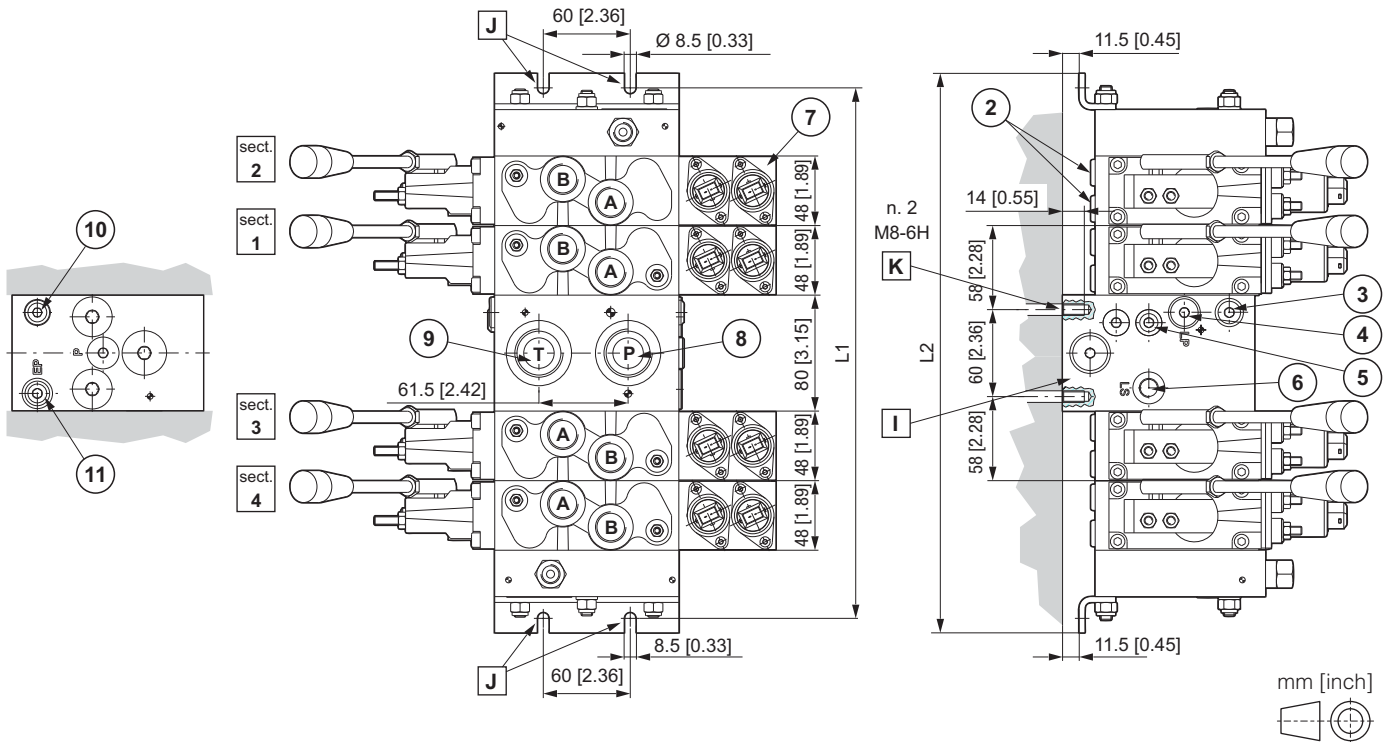 60 [2.36]
J
Ø 8.5 [0.33]
11.5 [0.45]
2
7
sect.
2
B
A
48 [1.89]
14 [0.55]
n. 2
M8-6H
sect.
1
B
A
48 [1.89]
K
58 [2.28]
10
9
T
P
8
80 [3.15]
L1
L2
60 [2.36]
3
4
P
EP
LP
5
61.5 [2.42]
LS
6
sect.
3
A
B
48 [1.89]
I
58 [2.28]
11
sect.
4
A
B
48 [1.89]
8.5 [0.33]
J
60 [2.36]
11.5 [0.45]
mm [inch]